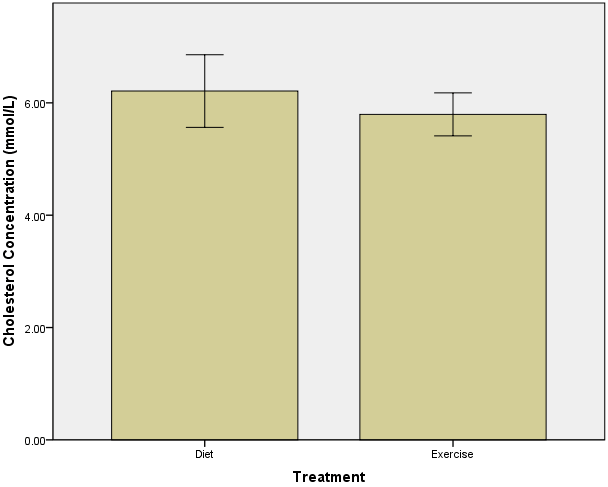 Cholesterol Concentration (mmol/L)
6.00
4.00
2.00
0.00
Diet
Exercise
Treatment